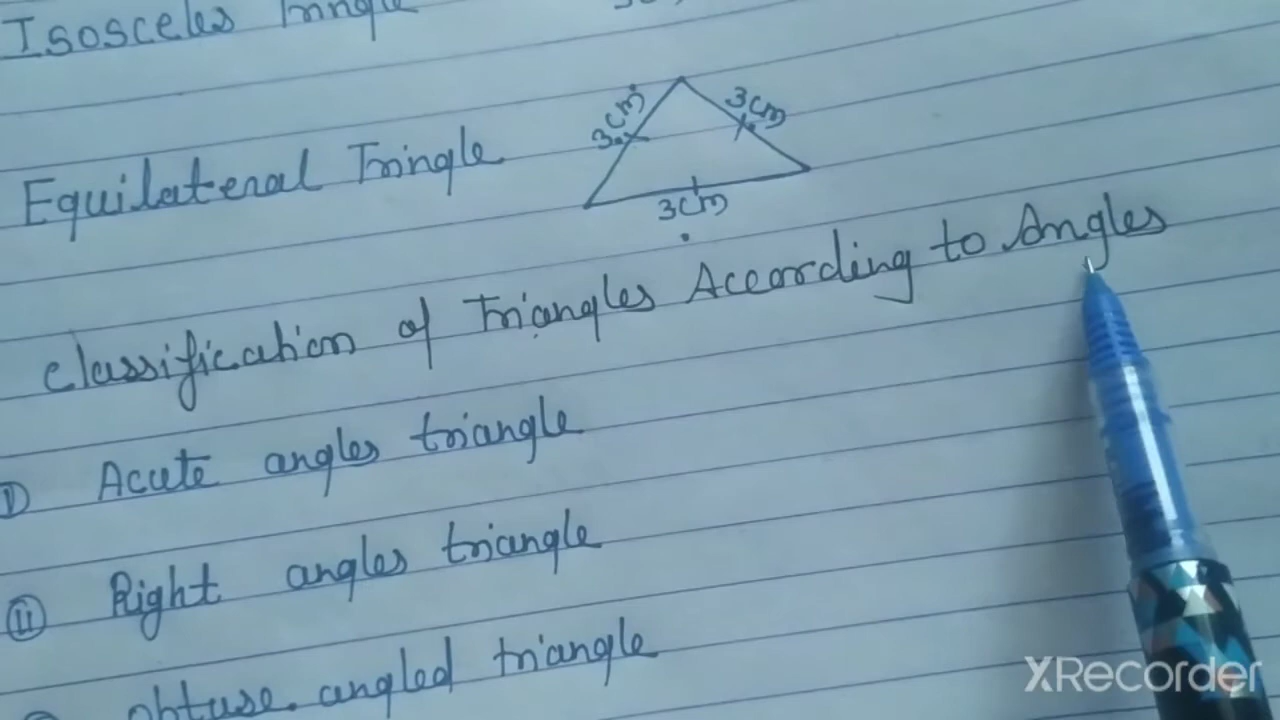 Isosceles Tringle
3cm 3cm
Equilateral Tringle
3cm
Classification of Triangles According to Angles
I Acute angles triangle
II Right angles triangle
obtuse angled triangle
XRecorder